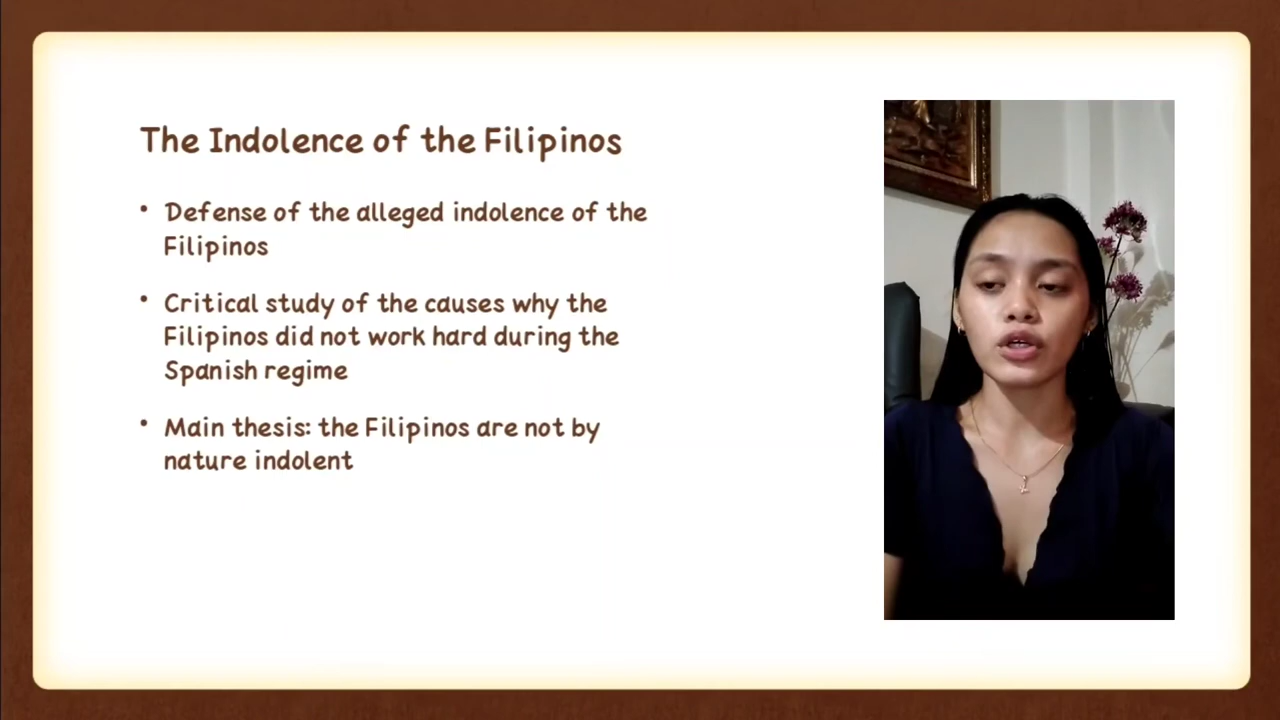 The Indolence of the Filipinos
• Defense of the alleged indolence of the
Filipinos
• Critical study of the causes why the
Filipinos did not work hard during the
Spanish regime
• Main thesis: the Filipinos are not by
nature indolent